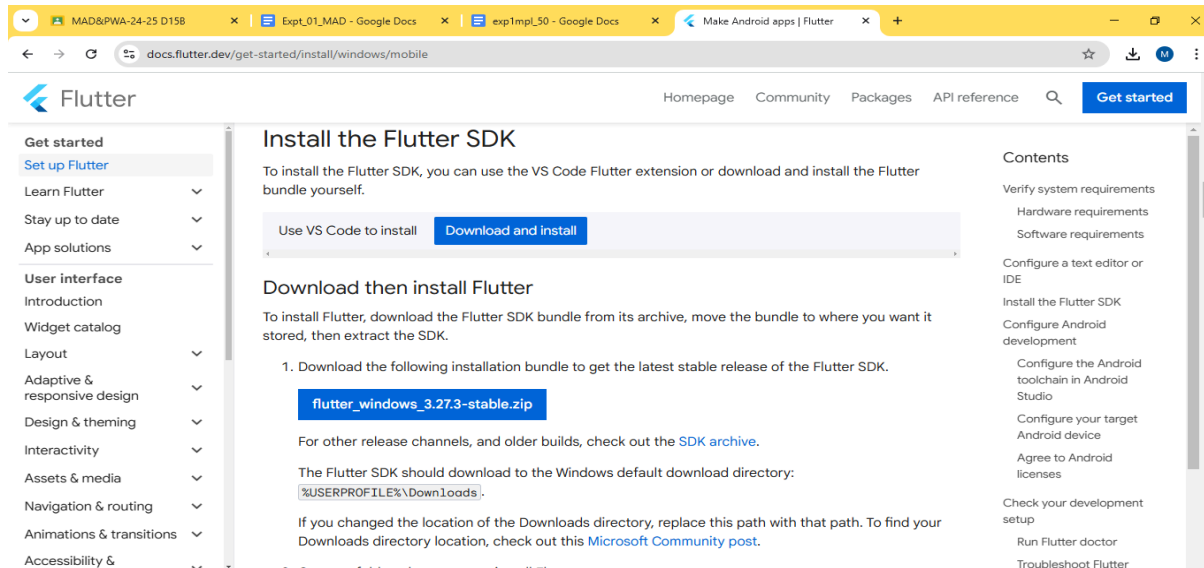 MAD&PWA-24-25 D15B
Expt_01_MAD - Google Docs
exp1mpl_50 - Google Docs
Make Android apps | Flutter
docs.flutter.dev/get-started/install/windows/mobile
M
Flutter
Homepage
Community
Packages
API reference
Get started
Get started
Set up Flutter
Learn Flutter
Stay up to date
App solutions
User interface
Introduction
Widget catalog
Layout
Adaptive &
responsive design
Design & theming
Interactivity
Assets & media
Navigation & routing
Animations & transitions
Accessibility &
Install the Flutter SDK
To install the Flutter SDK, you can use the VS Code Flutter extension or download and install the Flutter
bundle yourself.
Use VS Code to install
Download and install
Download then install Flutter
To install Flutter, download the Flutter SDK bundle from its archive, move the bundle to where you want it
stored, then extract the SDK.
1. Download the following installation bundle to get the latest stable release of the Flutter SDK.
flutter_windows_3.27.3-stable.zip
For other release channels, and older builds, check out the SDK archive.
The Flutter SDK should download to the Windows default download directory:
%USERPROFILE%\Downloads.
If you changed the location of the Downloads directory, replace this path with that path. To find your
Downloads directory location, check out this Microsoft Community post.
Contents
Verify system requirements
Hardware requirements
Software requirements
Configure a text editor or
IDE
Install the Flutter SDK
Configure Android
development
Configure the Android
toolchain in Android
Studio
Configure your target
Android device
Agree to Android
licenses
Check your development
setup
Run Flutter doctor
Troubleshoot Flutter